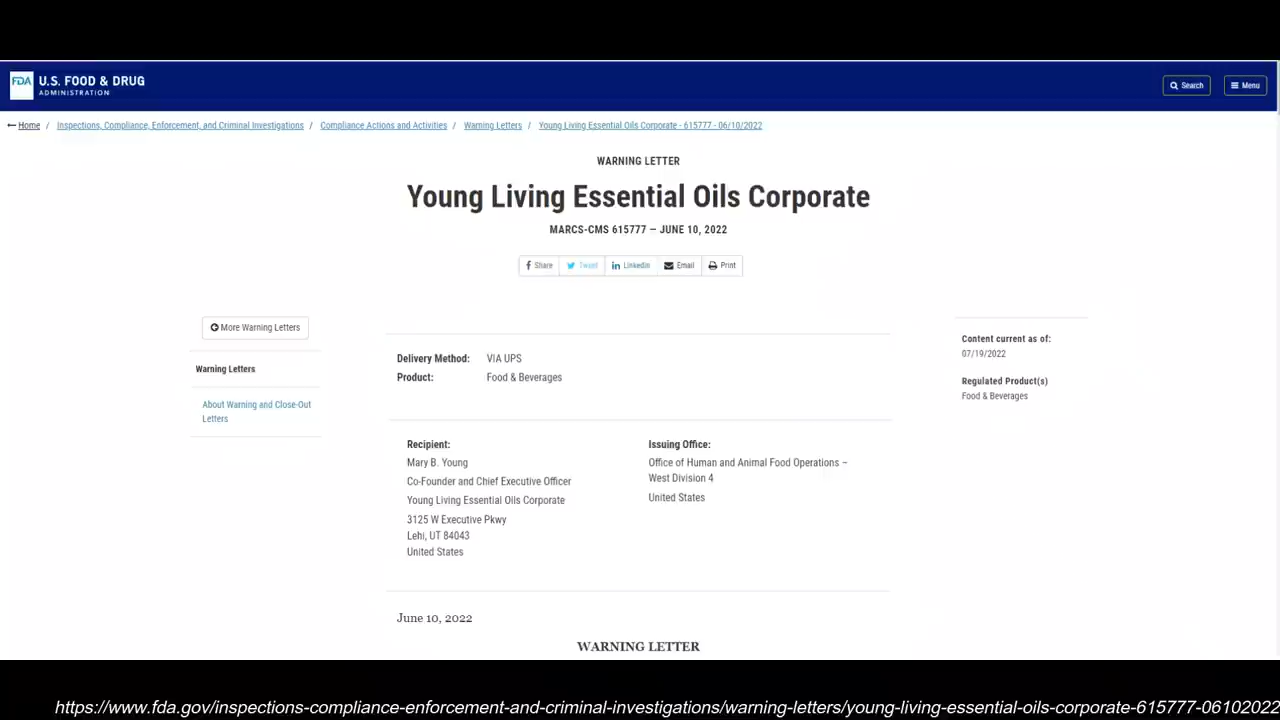 FDA U.S. FOOD & DRUG
ADMINISTRATION
Search
Menu
Home / Inspections, Compliance, Enforcement, and Criminal Investigations / Compliance Actions and Activities / Warning Letters / Young Living Essential Oils Corporate - 615777 - 06/10/2022
WARNING LETTER
Young Living Essential Oils Corporate
MARCS-CMS 615777 — JUNE 10, 2022
Share Tweet Linkedin Email Print
More Warning Letters
Warning Letters
About Warning and Close-Out
Letters
Delivery Method: VIA UPS
Product: Food & Beverages
Recipient:
Mary B. Young
Co-Founder and Chief Executive Officer
Young Living Essential Oils Corporate
3125 W Executive Pkwy
Lehi, UT 84043
United States
Issuing Office:
Office of Human and Animal Food Operations –
West Division 4
United States
Content current as of:
07/19/2022
Regulated Product(s)
Food & Beverages
June 10, 2022
WARNING LETTER
https://www.fda.gov/inspections-compliance-enforcement-and-criminal-investigations/warning-letters/young-living-essential-oils-corporate-615777-06102022